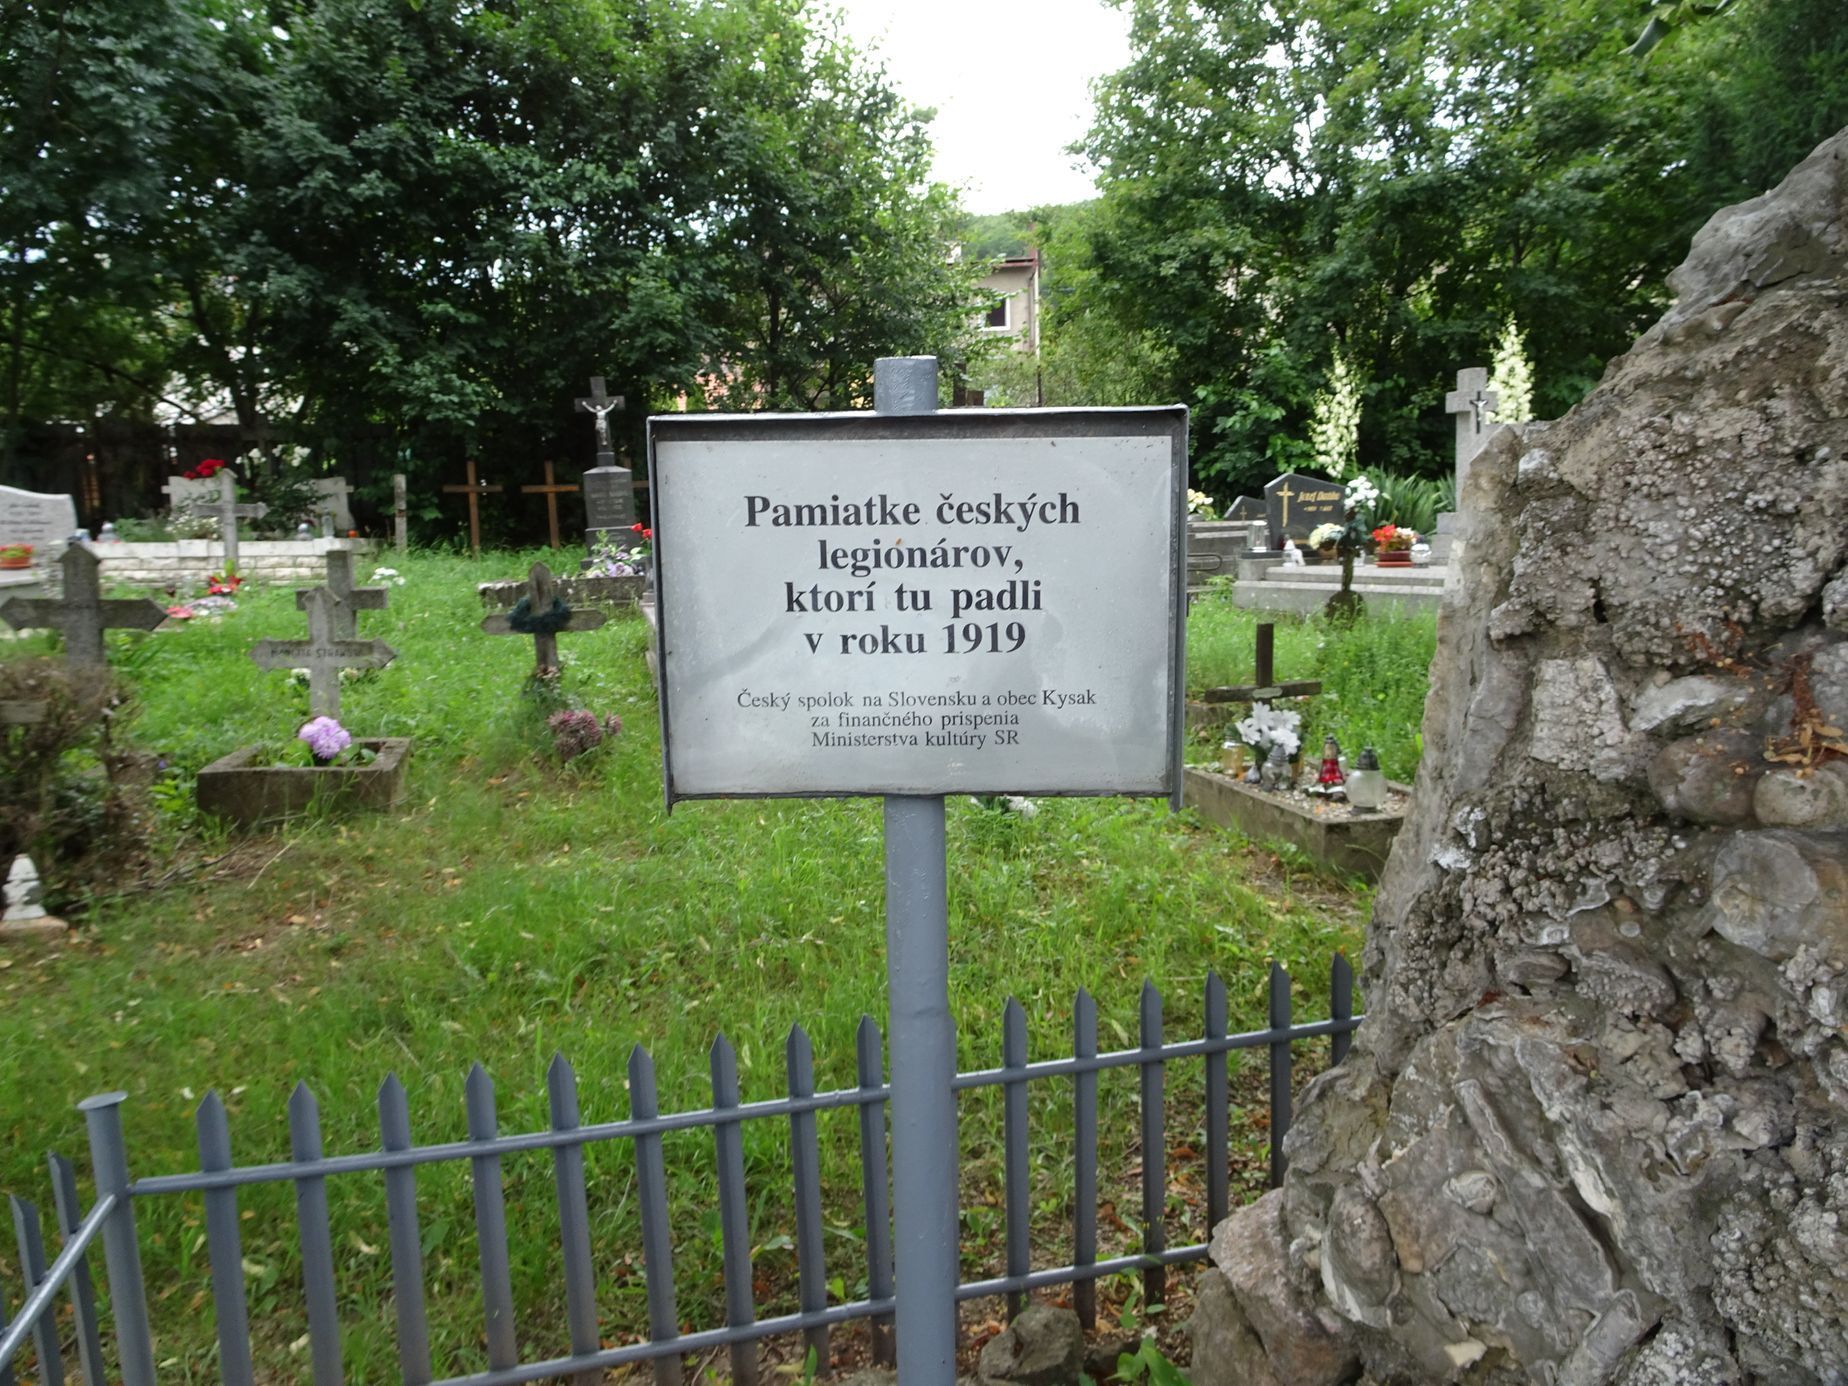 Pamiatke českých
legionárov,
ktorí tu padli
v roku 1919
Český spolok na Slovensku a obec Kysak
za finančného prispenia
Ministerstva kultúry SR